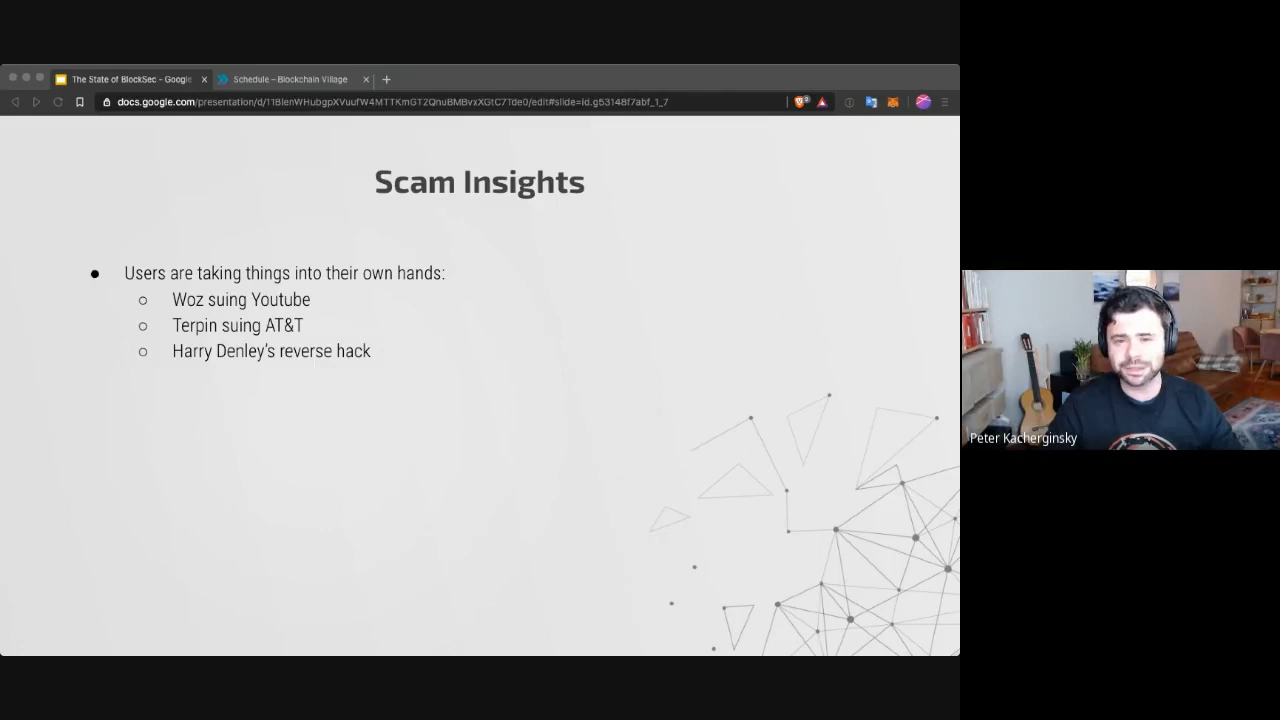 The State of BlockSec – Google
Schedule – Blockchain Village
Scam Insights
Users are taking things into their own hands:
Woz suing Youtube
Terpin suing AT&T
Harry Denley's reverse hack
Peter Kacherginsky